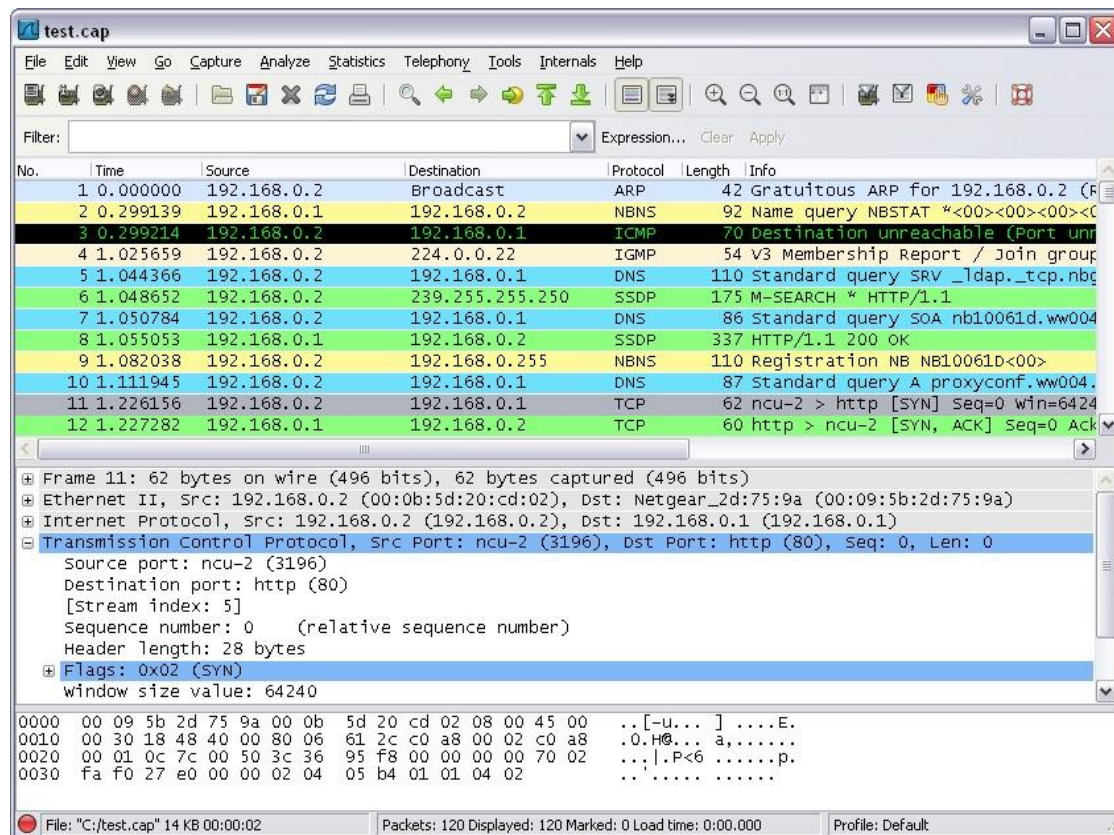 test.cap
File Edit View Go Capture Analyze Statistics Telephony Tools Internals Help
Filter: Expression... Clear Apply
No. Time Source Destination Protocol Length Info
1 0.000000 192.168.0.2 Broadcast ARP 42 Gratuitous ARP for 192.168.0.2 (R
2 0.299139 192.168.0.1 192.168.0.2 NBNS 92 Name query NBSTAT *<00><00><00><0
3 0.299214 192.168.0.2 192.168.0.1 ICMP 70 Destination unreachable (Port unr
4 1.025659 192.168.0.2 224.0.0.22 IGMP 54 V3 Membership Report / Join group
5 1.044366 192.168.0.2 192.168.0.1 DNS 110 Standard query SRV _ldap._tcp.nbg
6 1.048652 192.168.0.2 239.255.255.250 SSDP 175 M-SEARCH * HTTP/1.1
7 1.050784 192.168.0.2 192.168.0.1 DNS 86 Standard query SOA nb10061d.ww004
8 1.055053 192.168.0.1 192.168.0.2 SSDP 337 HTTP/1.1 200 OK
9 1.082038 192.168.0.2 192.168.0.255 NBNS 110 Registration NB NB10061D<00>
10 1.111945 192.168.0.2 192.168.0.1 DNS 87 Standard query A proxyconf.ww004.
11 1.226156 192.168.0.2 192.168.0.1 TCP 62 ncu-2 > http [SYN] Seq=0 Win=6424
12 1.227282 192.168.0.1 192.168.0.2 TCP 60 http > ncu-2 [SYN, ACK] Seq=0 Ack
Frame 11: 62 bytes on wire (496 bits), 62 bytes captured (496 bits)
Ethernet II, Src: 192.168.0.2 (00:0b:5d:20:cd:02), Dst: Netgear_2d:75:9a (00:09:5b:2d:75:9a)
Internet Protocol, Src: 192.168.0.2 (192.168.0.2), Dst: 192.168.0.1 (192.168.0.1)
Transmission Control Protocol, Src Port: ncu-2 (3196), Dst Port: http (80), Seq: 0, Len: 0
Source port: ncu-2 (3196)
Destination port: http (80)
[Stream index: 5]
Sequence number: 0 (relative sequence number)
Header length: 28 bytes
Flags: 0x02 (SYN)
Window size value: 64240
0000 00 09 5b 2d 75 9a 00 0b 5d 20 cd 02 08 00 45 00 ..[-u... ] ....E.
0010 00 30 18 48 40 00 80 06 61 2c c0 a8 00 02 c0 a8 .0.H@... a,......
0020 00 01 0c 7c 00 50 3c 36 95 f8 00 00 00 00 70 02 ...|.P<6 ......p.
0030 fa f0 27 e0 00 00 02 04 05 b4 01 01 04 02 ..'..... ......
File: "C:/test.cap" 14 KB 00:00:02 Packets: 120 Displayed: 120 Marked: 0 Load time: 0:00.000 Profile: Default